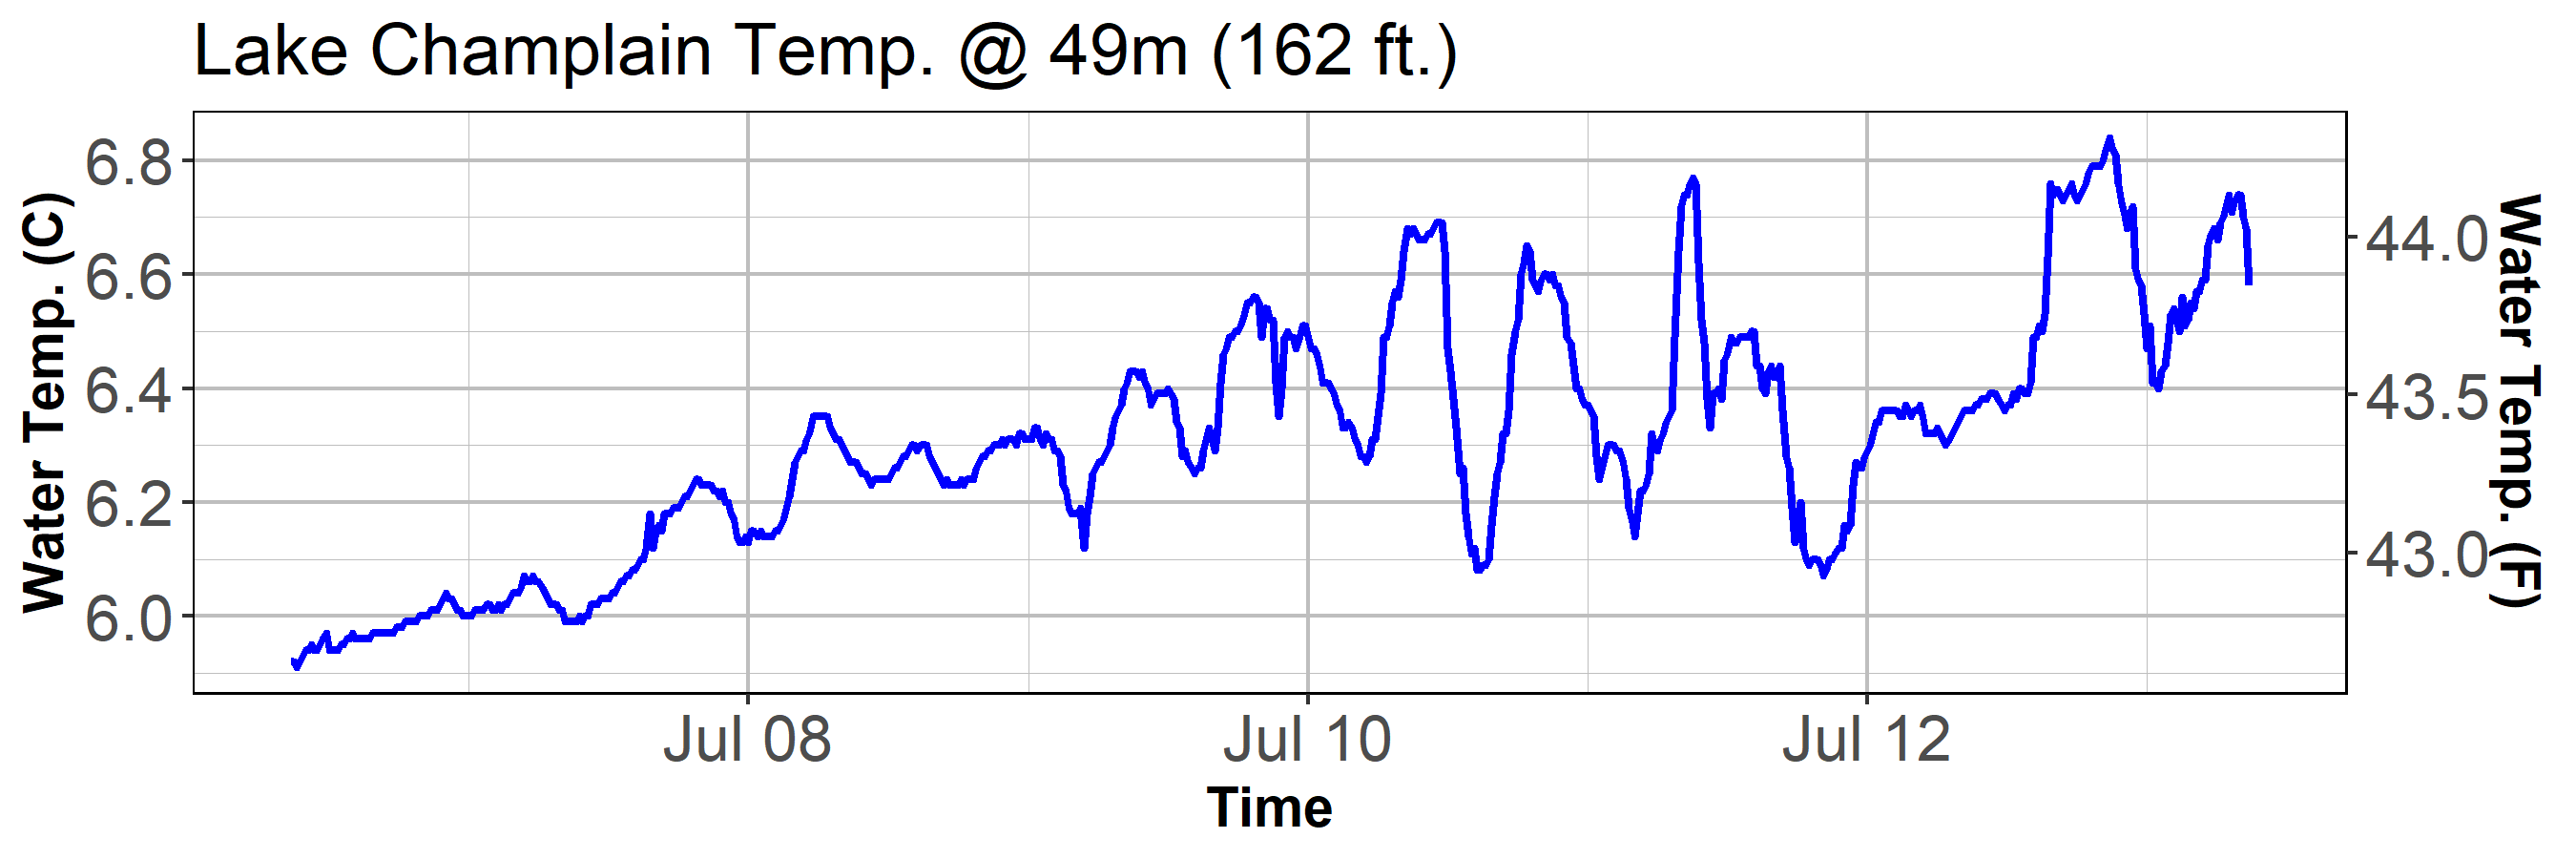 Lake Champlain Temp. @ 49m (162 ft.)
Water Temp. (C)
6.8
6.6
6.4
6.2
6.0
44.0
43.5
43.0
Water Temp. (F)
Jul 08
Jul 10
Jul 12
Time